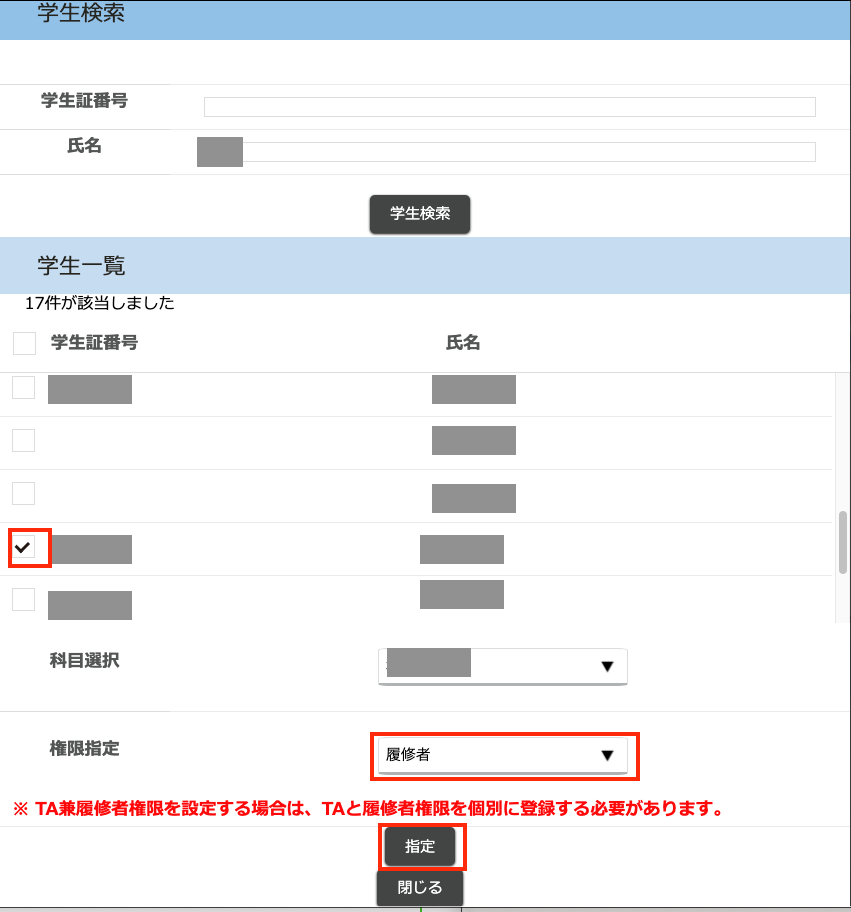 学生検索
学生証番号
氏名
学生検索
学生一覧
17件が該当しました
学生証番号 氏名
科目選択
権限指定 履修者
※ TA兼履修者権限を設定する場合は、TAと履修者権限を個別に登録する必要があります。
指定
閉じる